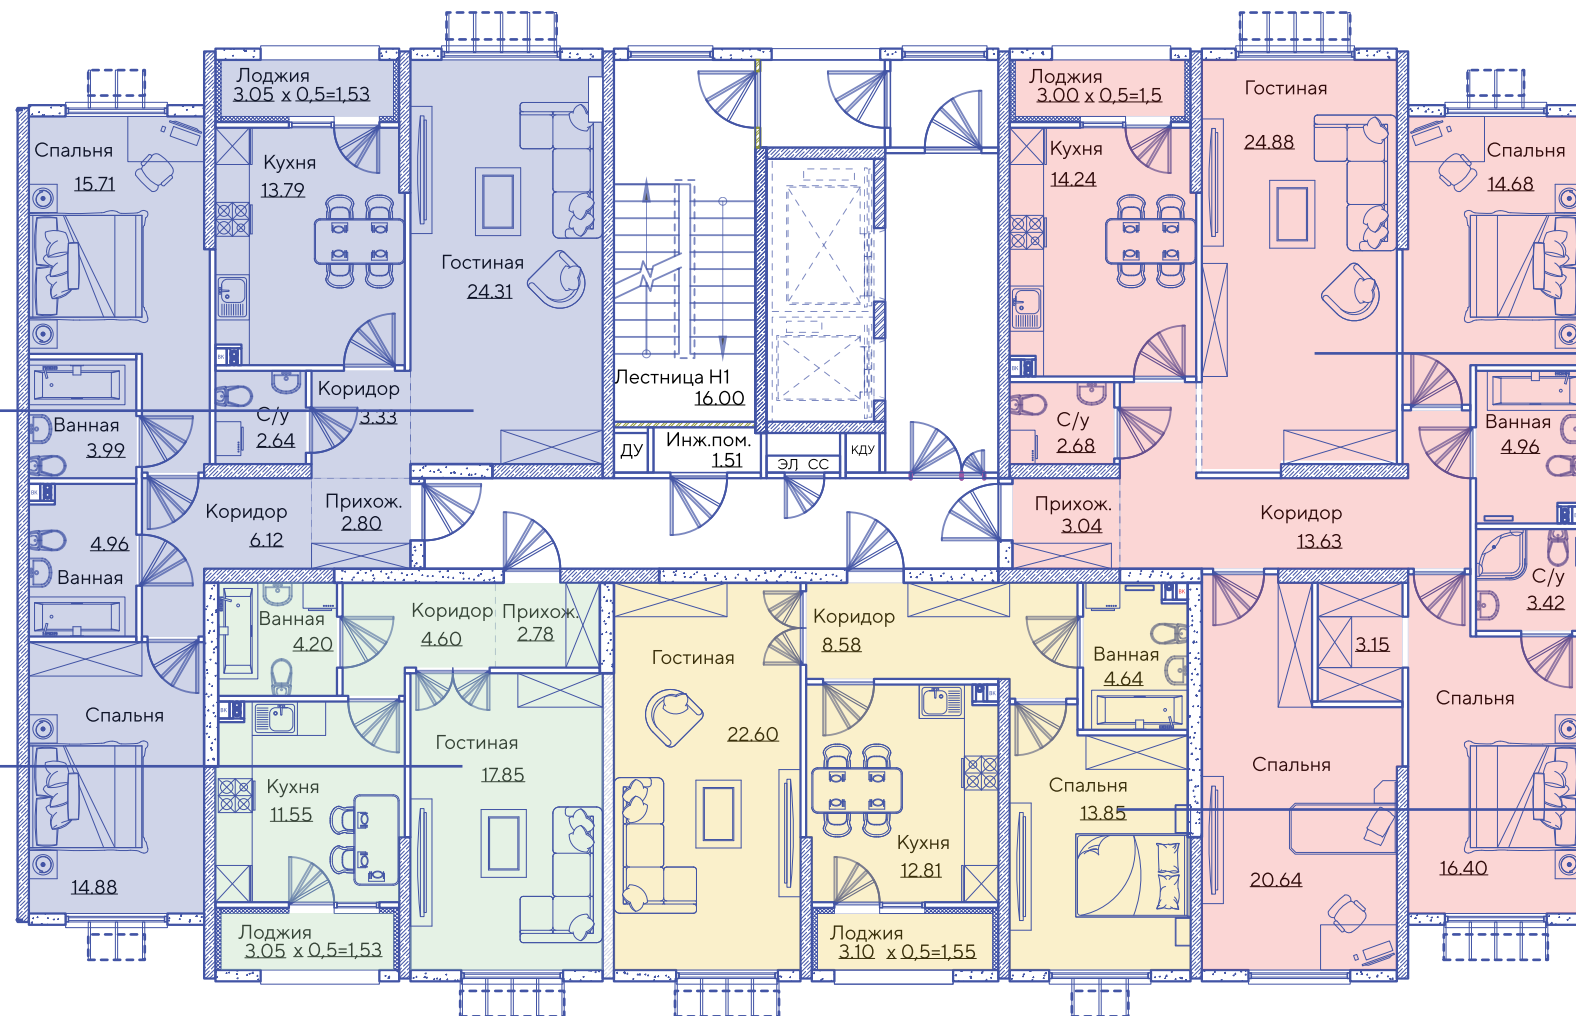 Лоджия
3.05 x 0,5=1,53
Спальня
15.71
Кухня
13.79
Гостиная
24.31
Лестница Н1
16.00
Коридор
3.33
С/у
2.64
Ванная
3.99
ДУ
Инж.пом.
1.51
ЭЛ СС
КДУ
Прихож.
2.80
Коридор
6.12
4.96
Ванная
Спальня
14.88
Лоджия
3.00 x 0,5=1,5
Кухня
14.24
Гостиная
24.88
Спальня
14.68
С/у
2.68
Ванная
4.96
Прихож.
3.04
Коридор
13.63
С/у
3.42
3.15
Спальня
16.40
Спальня
20.64
Ванная
4.20
Коридор
4.60
Прихож.
2.78
Гостиная
17.85
Кухня
11.55
Лоджия
3.05 x 0,5=1,53
Гостиная
22.60
Коридор
8.58
Ванная
4.64
Спальня
13.85
Кухня
12.81
Лоджия
3.10 x 0,5=1,55
ВК
ВК
ВК
ВК
ВК